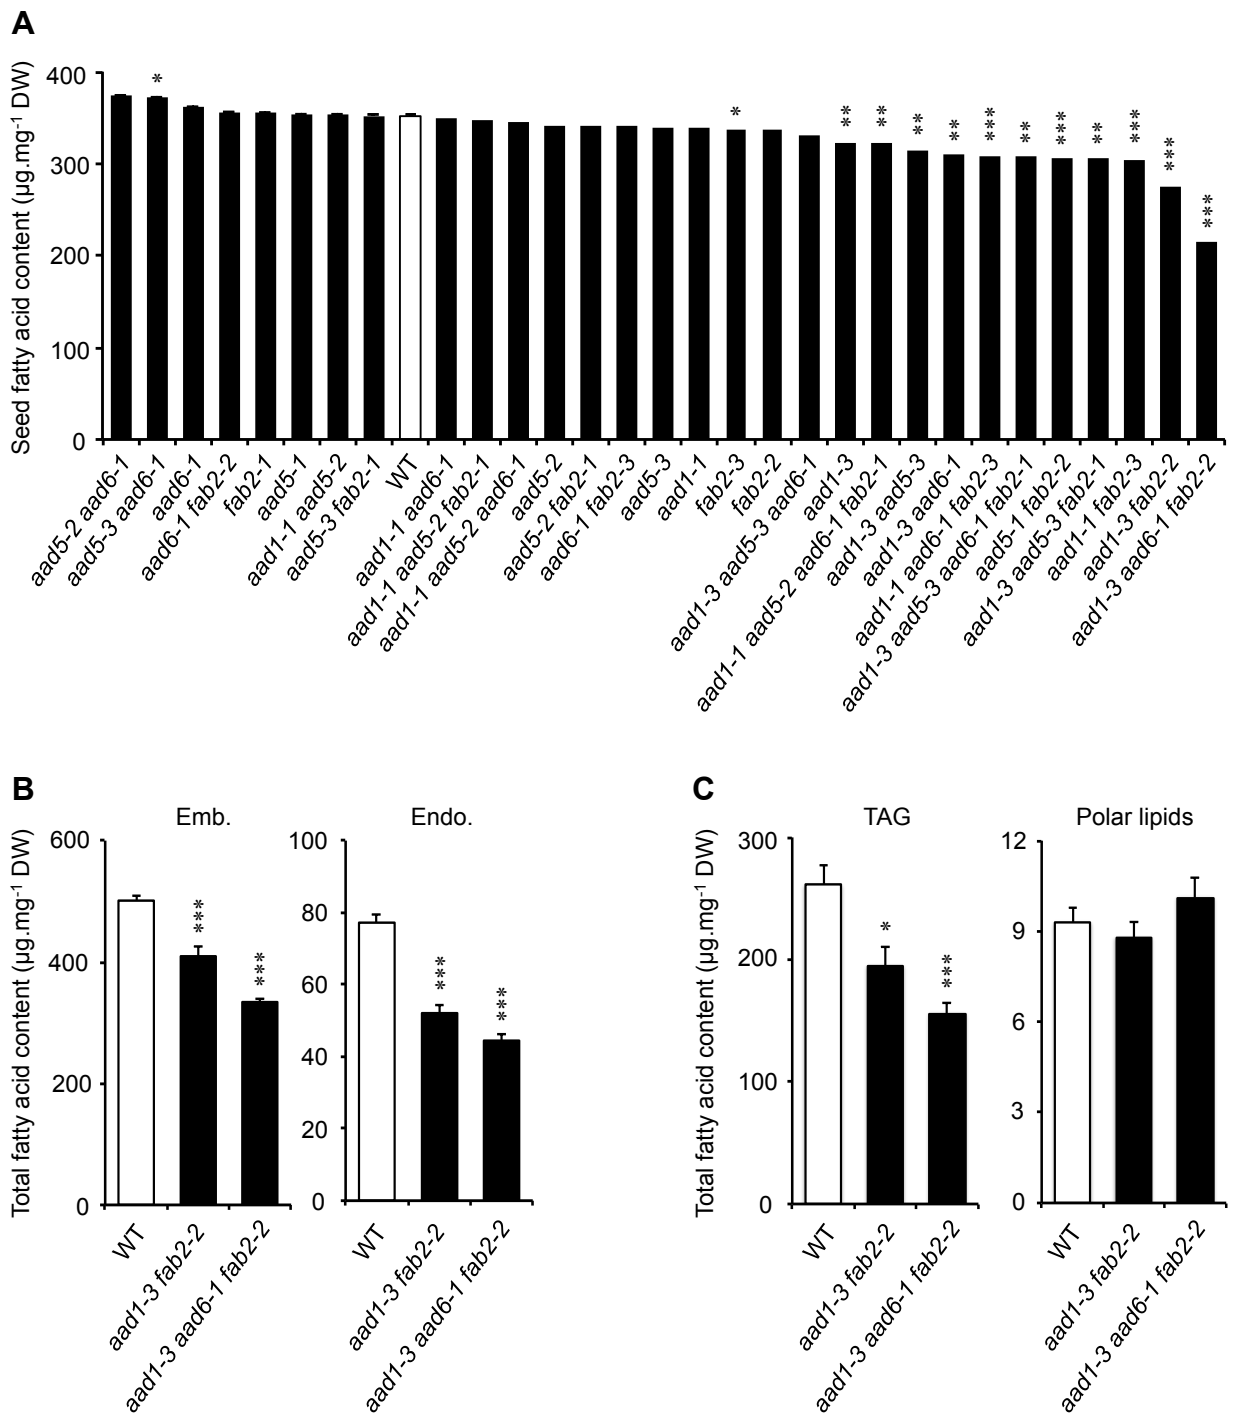 A
Seed fatty acid content (µg.mg-1 DW)
400
300
200
100
0
*
*
**
**
**
**
***
**
***
**
***
***
***
aad5-2 aad6-1
aad5-3 aad6-1
aad6-1
aad6-1 fab2-2
fab2-1
aad5-1
aad1-1 aad5-2
aad5-3 fab2-1
WT
aad1-1 aad6-1
aad1-1 aad5-2 fab2-1
aad1-1 aad5-2 aad6-1
aad5-2
aad5-2 fab2-1
aad6-1 fab2-3
aad5-3
aad1-1
fab2-3
fab2-2
aad1-3 aad5-3 aad6-1
aad1-3
aad1-1 aad5-2 aad6-1 fab2-1
aad1-3 aad5-3
aad1-3 aad6-1
aad1-1 aad6-1 fab2-3
aad1-3 aad5-3 aad6-1 fab2-1
aad5-1 fab2-2
aad1-3 aad5-3 fab2-1
aad1-1 fab2-3
aad1-3 fab2-2
aad1-3 aad6-1 fab2-2
B
Total fatty acid content (µg.mg-1 DW)
Emb.
600
400
200
0
***
***
WT
aad1-3 fab2-2
aad1-3 aad6-1 fab2-2
Endo.
100
80
60
40
20
0
***
***
WT
aad1-3 fab2-2
aad1-3 aad6-1 fab2-2
C
Total fatty acid content (µg.mg-1 DW)
TAG
300
200
100
0
*
***
WT
aad1-3 fab2-2
aad1-3 aad6-1 fab2-2
Polar lipids
12
9
6
3
0
WT
aad1-3 fab2-2
aad1-3 aad6-1 fab2-2